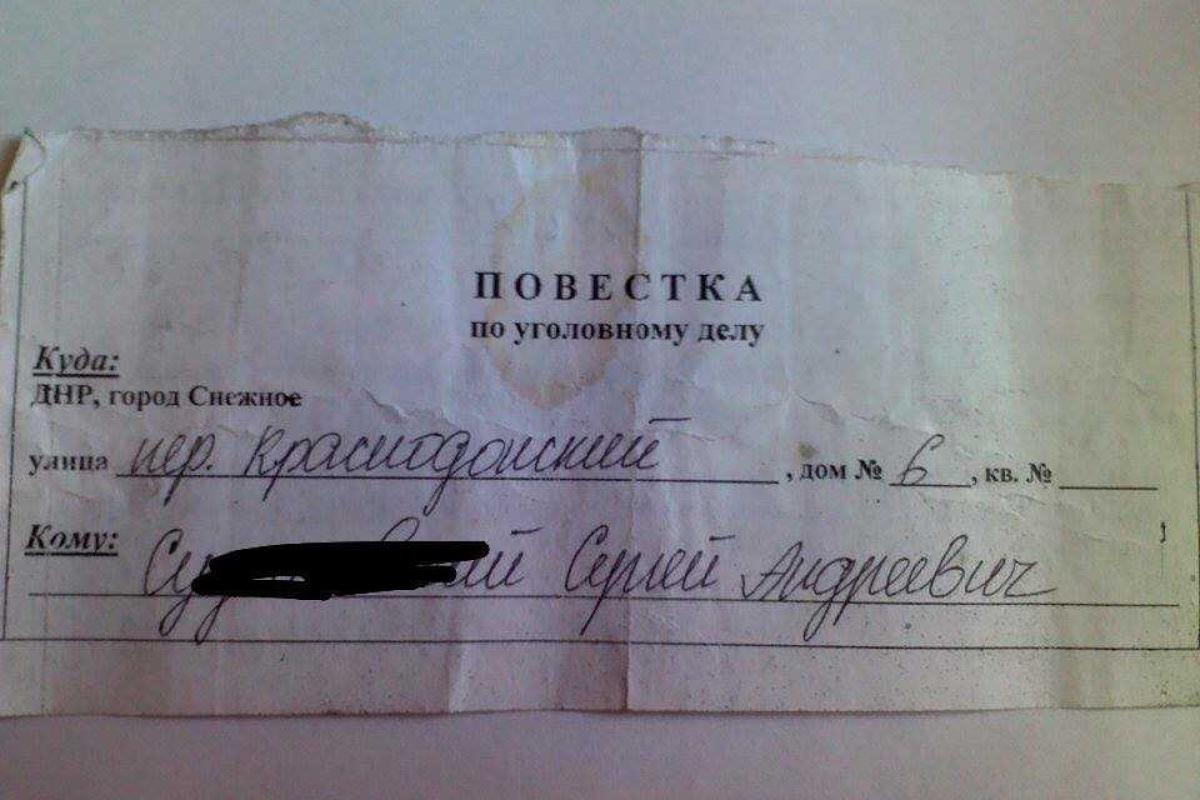 ПОВЕСТКА
по уголовному делу
Куда:
ДНР, город Снежное
улица пер. Краснодонский, дом № 6, кв. №
Кому: Сергей Андреевич